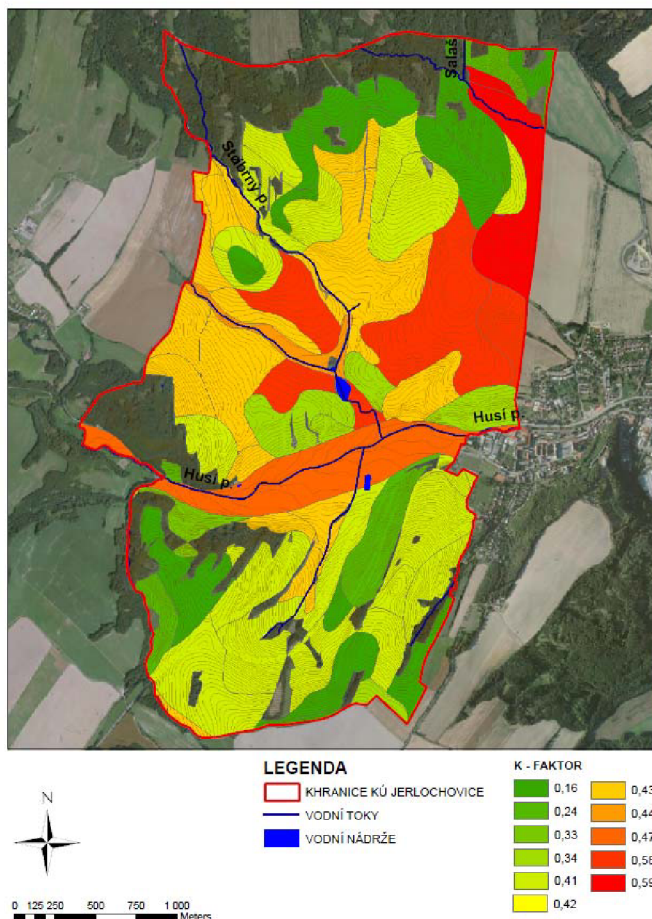 Salaš
Støbrny p.
Husí p.
Husí p.
LEGENDA
KHRANICE KÚ JERLOCHOVICE
VODNÍ TOKY
VODNÍ NÁDRŽE
K - FAKTOR
0,16
0,24
0,33
0,34
0,41
0,42
0,43
0,44
0,47
0,58
0,59
N
0 125 250 500 750 1 000
Meters